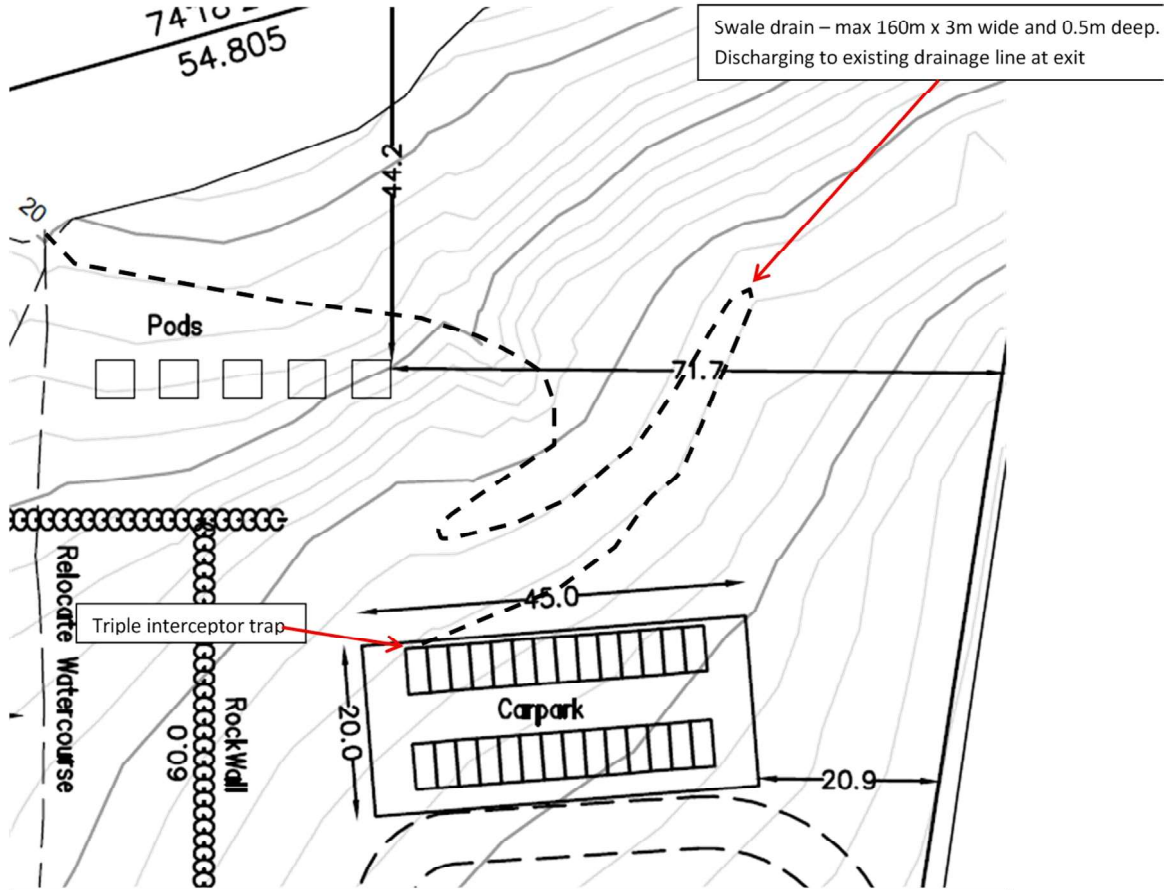 Swale drain – max 160m x 3m wide and 0.5m deep.
Discharging to existing drainage line at exit
54.805
44.2
20
Pods
71.7
Relocate Watercourse
Triple interceptor trap
45.0
RockWall
60.0
20.0
Carpark
20.9